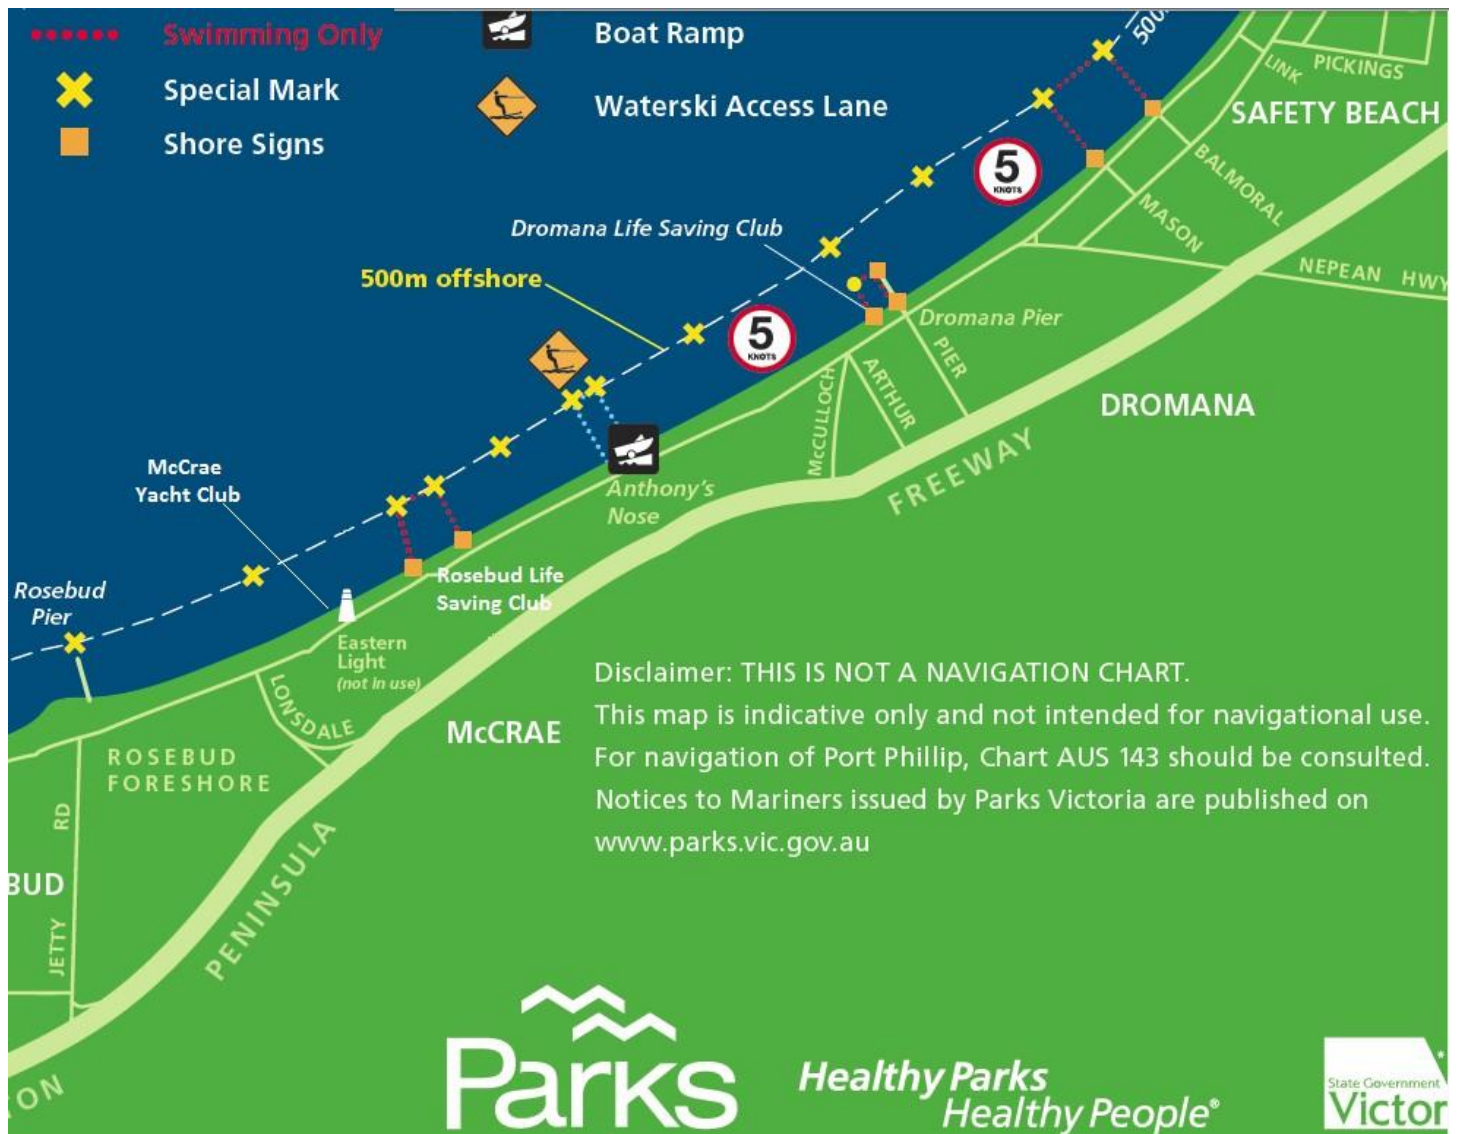 Swimming Only
Special Mark
Shore Signs
Boat Ramp
Waterski Access Lane
500
LINK
PICKINGS
SAFETY BEACH
BALMORAL
MASON
NEPEAN HWY
5
KNOTS
Dromana Life Saving Club
500m offshore
5
KNOTS
Dromana Pier
PIER
ARTHUR
McCULLOCH
DROMANA
FREEWAY
Anthony's
Nose
McCrae
Yacht Club
Rosebud Life
Saving Club
Rosebud
Pier
Eastern
Light
(not in use)
LONSDALE
McCRAE
ROSEBUD
FORESHORE
RD
JETTY
BUD
PENINSULA
TON
Disclaimer: THIS IS NOT A NAVIGATION CHART.
This map is indicative only and not intended for navigational use.
For navigation of Port Phillip, Chart AUS 143 should be consulted.
Notices to Mariners issued by Parks Victoria are published on
www.parks.vic.gov.au
Parks
Healthy Parks
Healthy People®
State Government
Victor